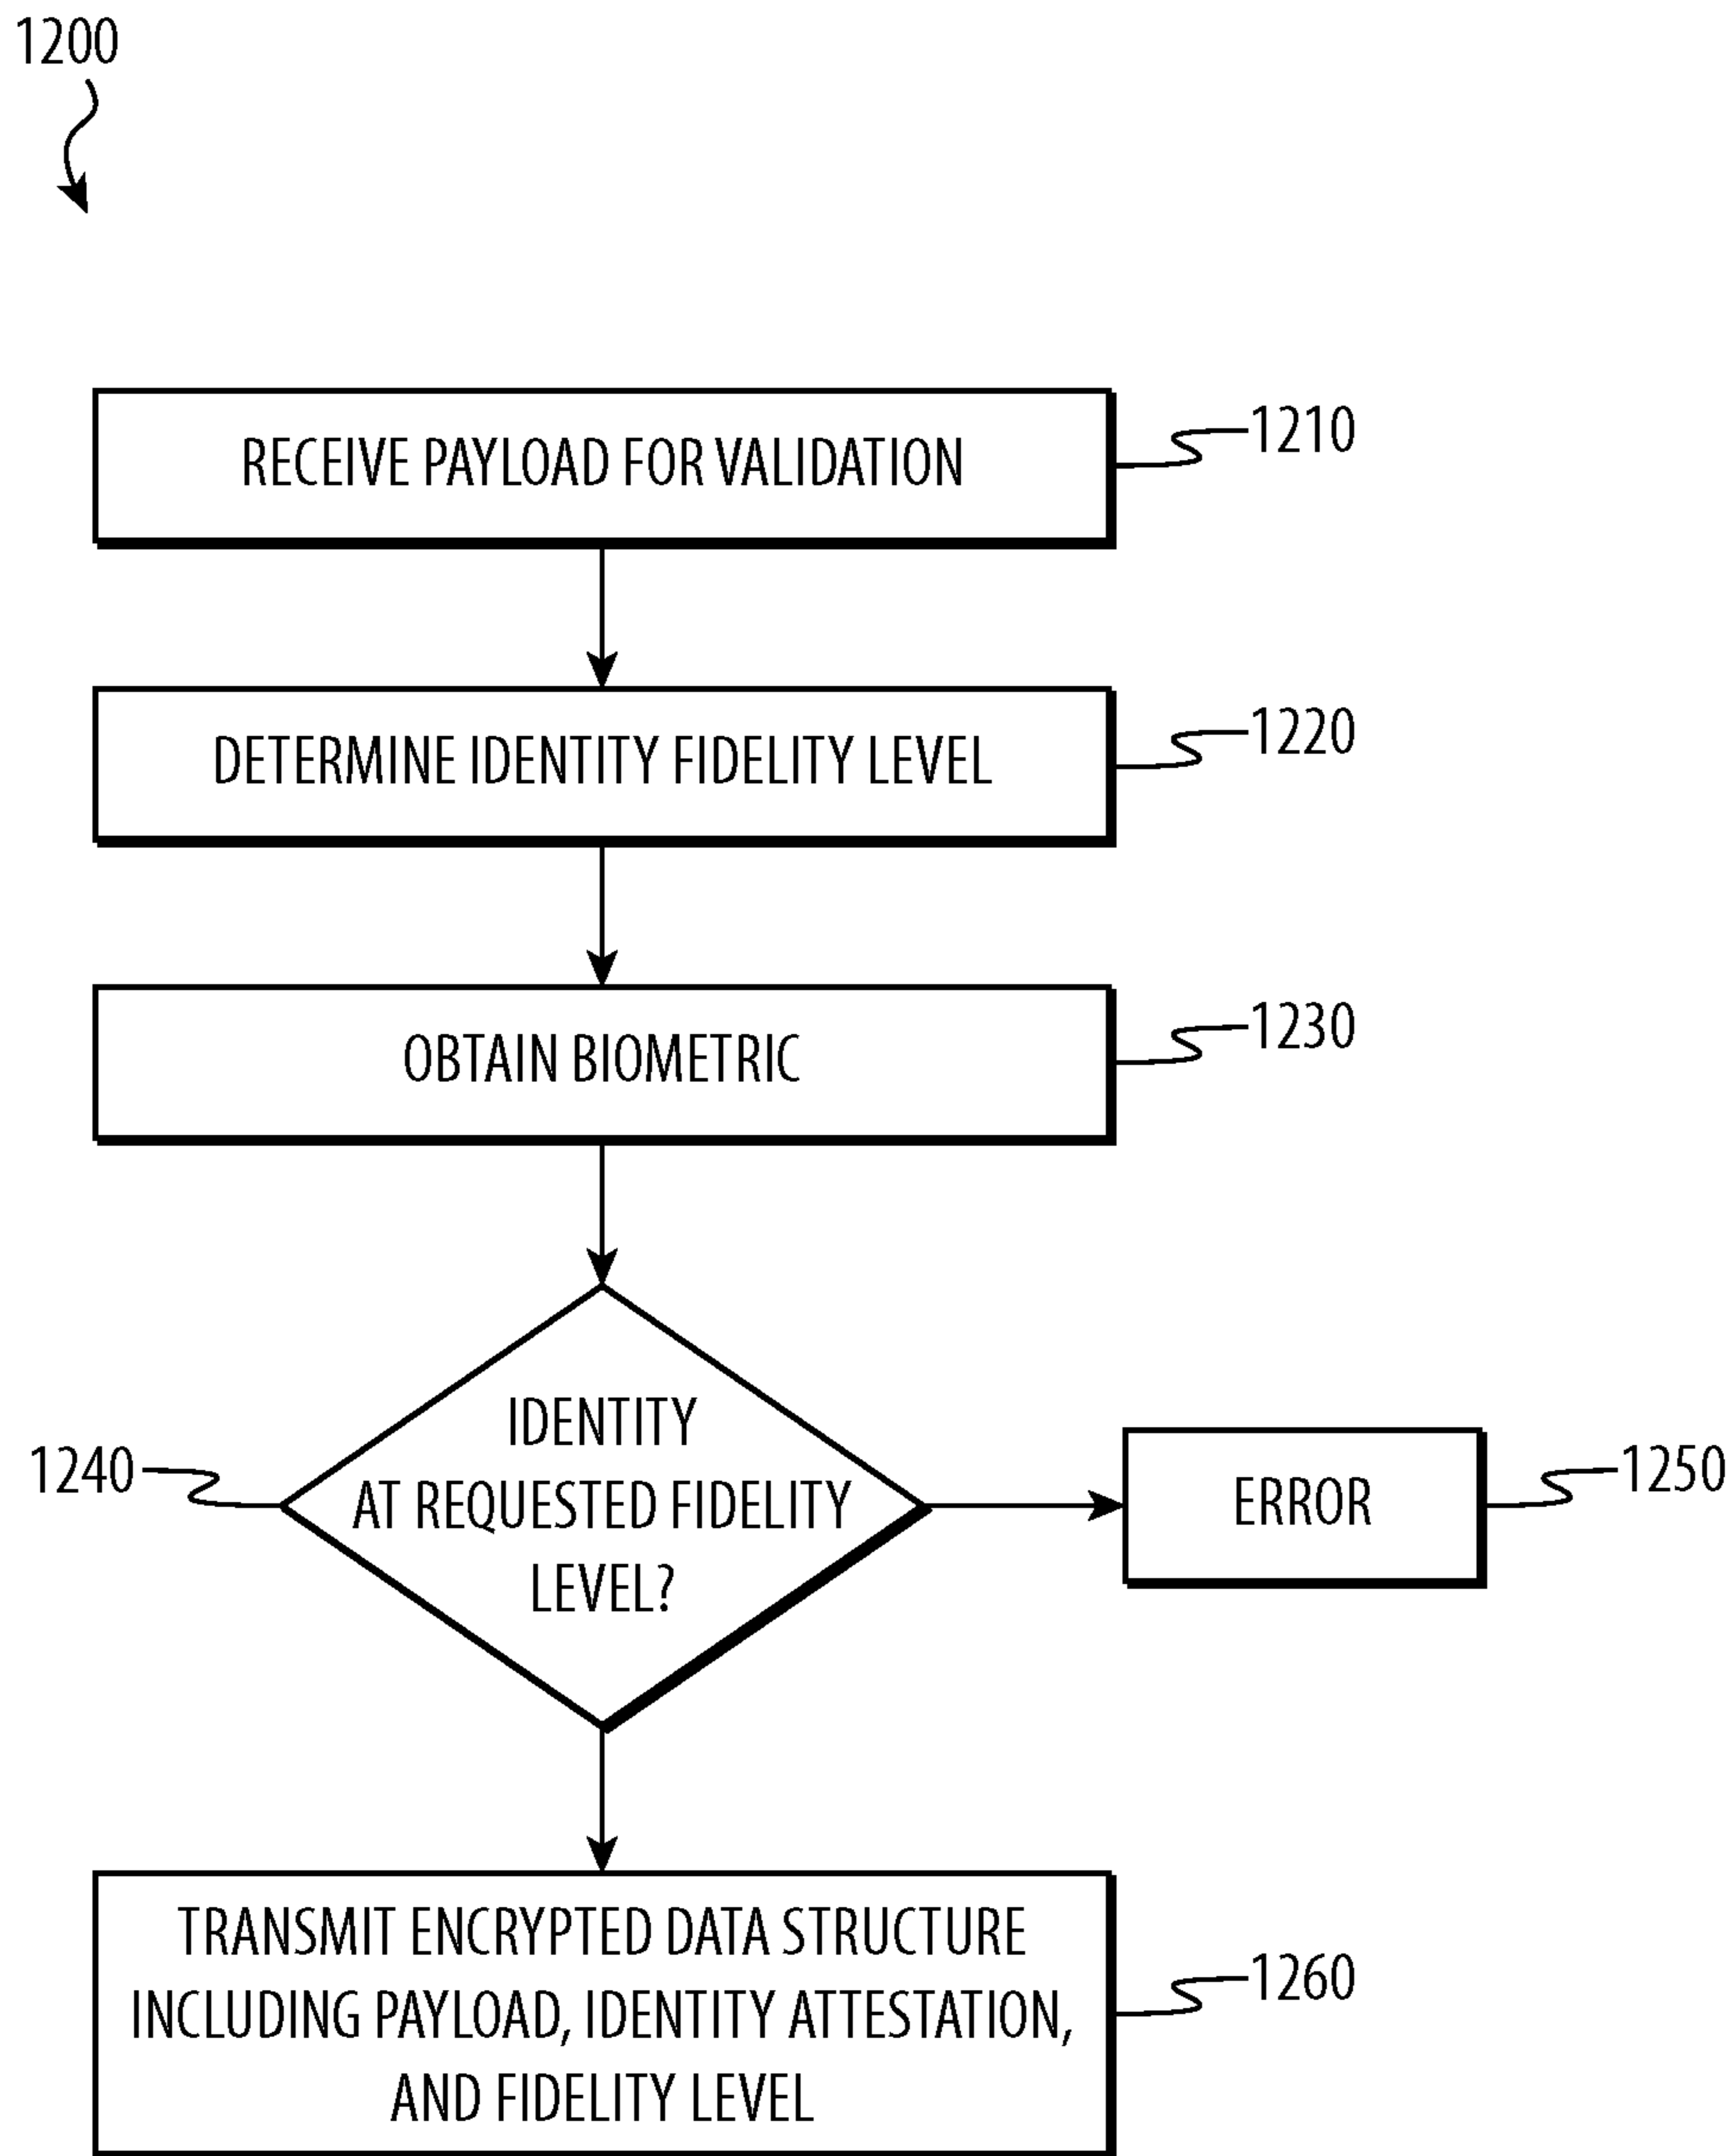 1200
RECEIVE PAYLOAD FOR VALIDATION
1210
DETERMINE IDENTITY FIDELITY LEVEL
1220
OBTAIN BIOMETRIC
1230
IDENTITY
AT REQUESTED FIDELITY
LEVEL?
1240
ERROR
1250
TRANSMIT ENCRYPTED DATA STRUCTURE
INCLUDING PAYLOAD, IDENTITY ATTESTATION,
AND FIDELITY LEVEL
1260